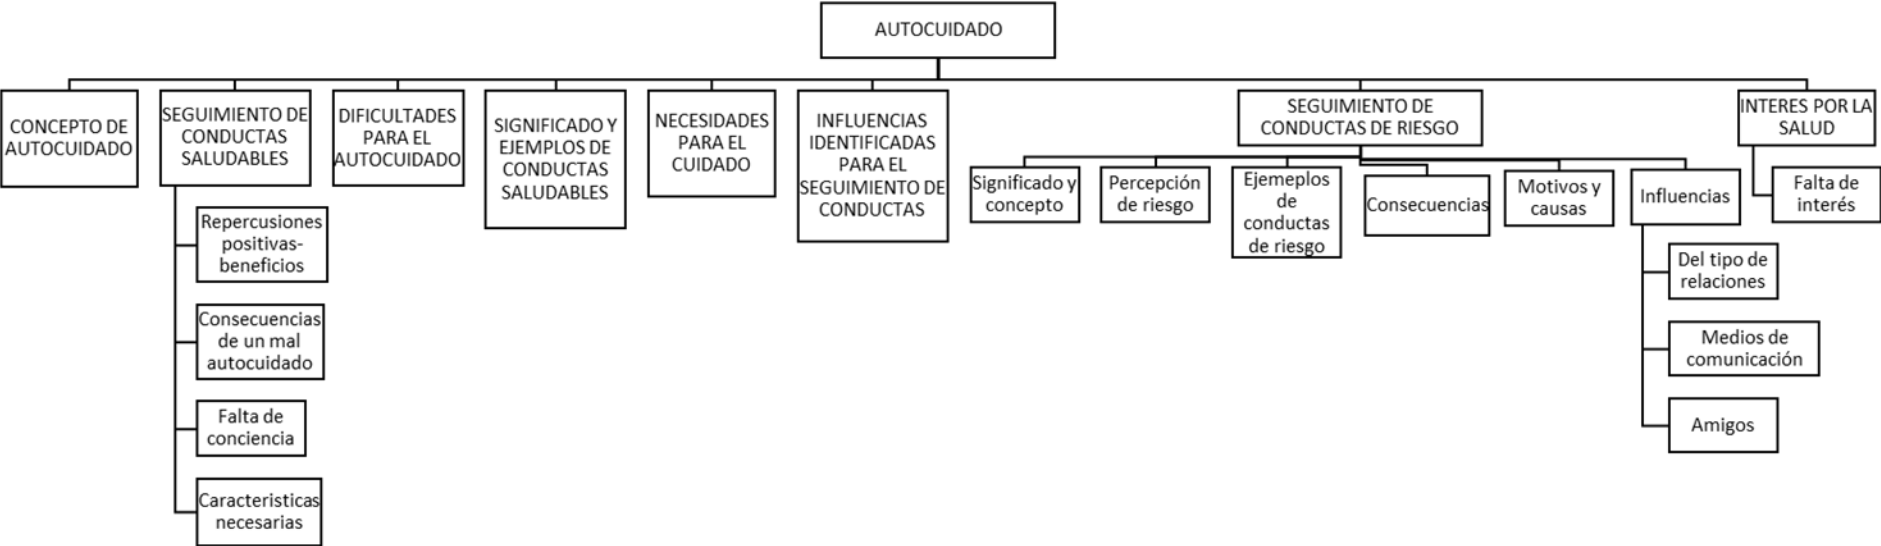 AUTOCUIDADO
CONCEPTO DE
AUTOCUIDADO
SEGUIMIENTO DE
CONDUCTAS
SALUDABLES
Repercusiones
positivas-
beneficios
Consecuencias
de un mal
autocuidado
Falta de
conciencia
Caracteristicas
necesarias
DIFICULTADES
PARA EL
AUTOCUIDADO
SIGNIFICADO Y
EJEMPLOS DE
CONDUCTAS
SALUDABLES
NECESIDADES
PARA EL
CUIDADO
INFLUENCIAS
IDENTIFICADAS
PARA EL
SEGUIMIENTO DE
CONDUCTAS
SEGUIMIENTO DE
CONDUCTAS DE RIESGO
Significado y
concepto
Percepción
de riesgo
Ejemeplos
de
conductas
de riesgo
Consecuencias
Motivos y
causas
Influencias
Del tipo de
relaciones
Medios de
comunicación
Amigos
INTERES POR LA
SALUD
Falta de
interés